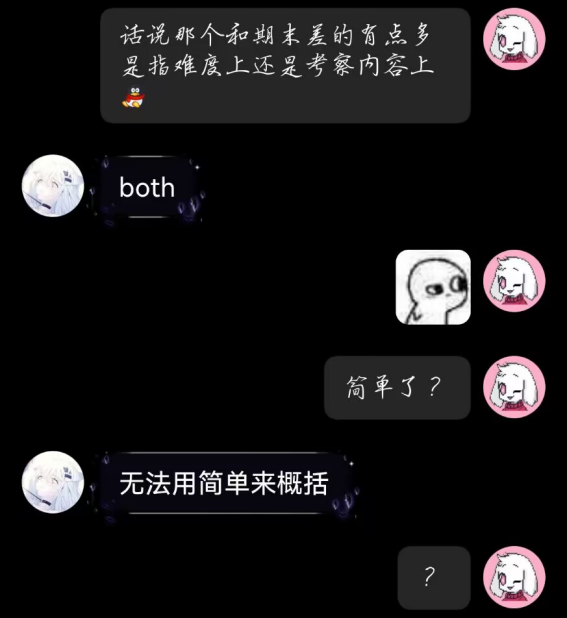 话说那个和期末差的有点多
是指难度上还是考察内容上
both
简单了？
无法用简单来概括
？